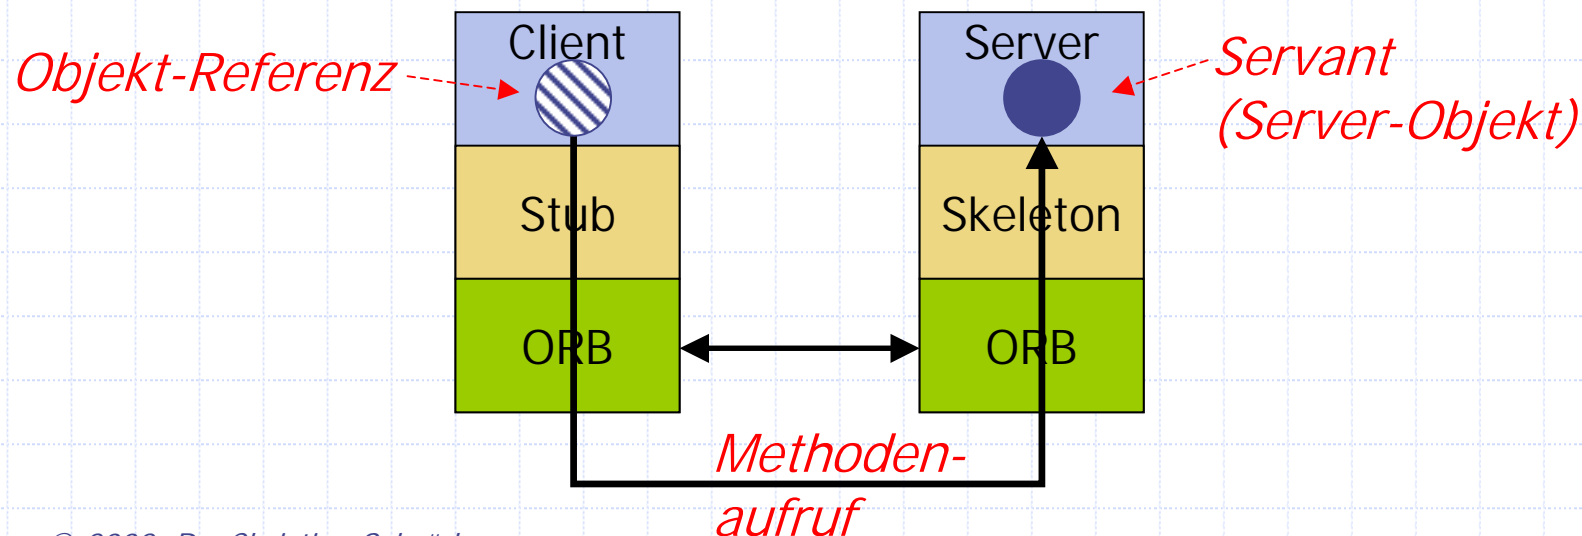 Client
Server
Objekt-Referenz
Servant
(Server-Objekt)
Stub
Skeleton
ORB
ORB
Methoden-
aufruf